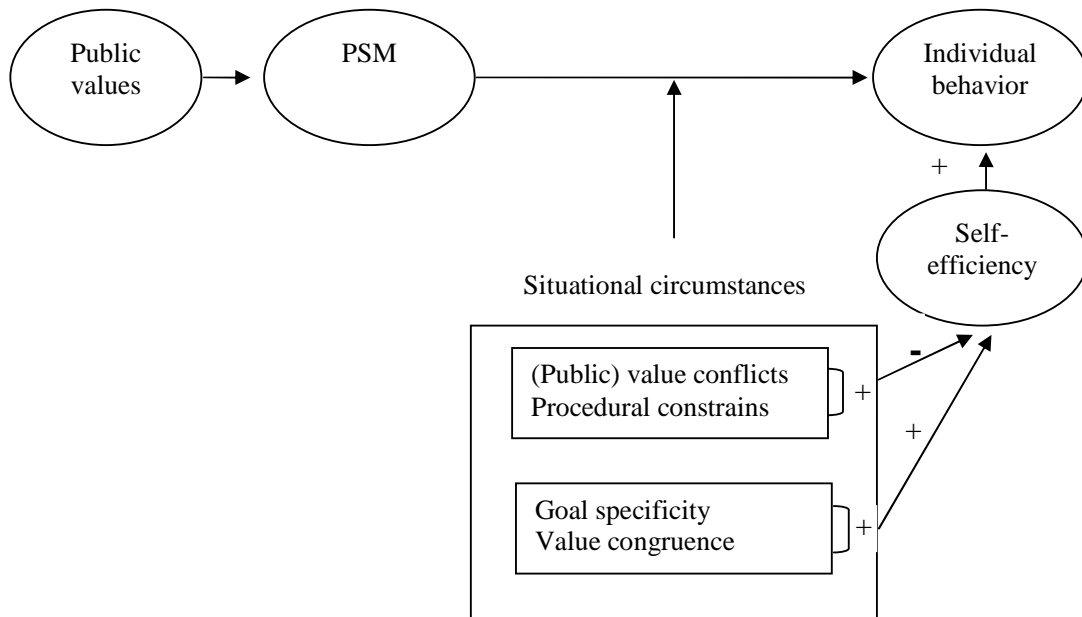 Public
values
PSM
Individual
behavior
+
Self-
efficiency
Situational circumstances
-
(Public) value conflicts
Procedural constrains
+
+
Goal specificity
Value congruence
+